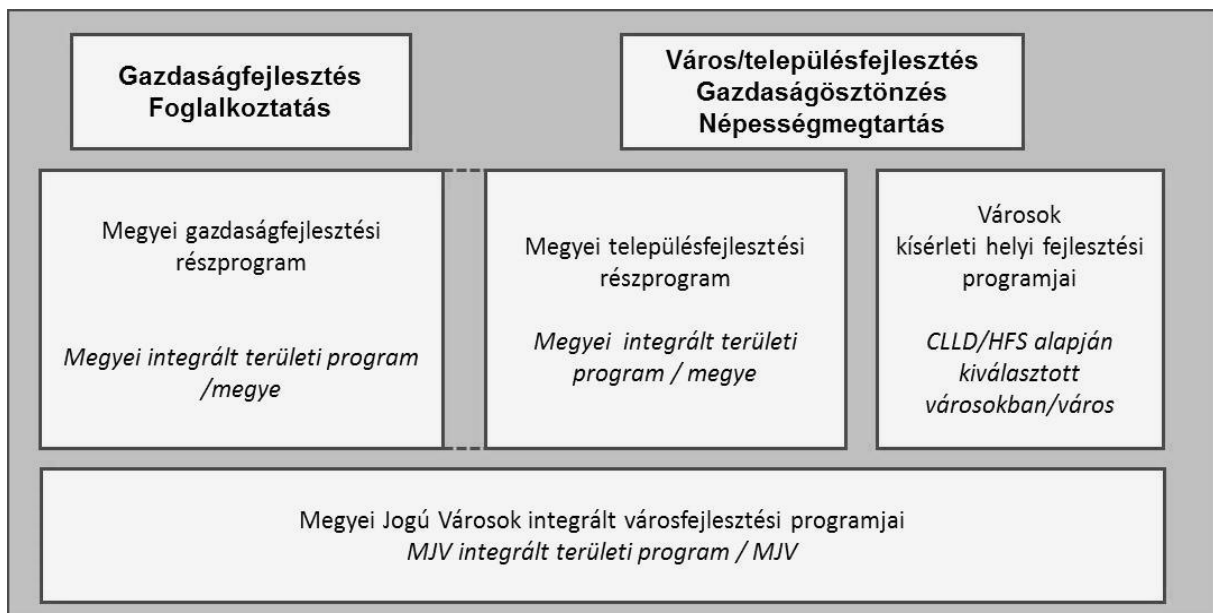 Gazdaságfejlesztés
Foglalkoztatás
Város/településfejlesztés
Gazdaságösztönzés
Népességmegtartás
Megyei gazdaságfejlesztési
részprogram
Megyei integrált területi program
/megye
Megyei településfejlesztési
részprogram
Megyei integrált területi
program / megye
Városok
kísérleti helyi fejlesztési
programjai
CLLD/HFS alapján
kiválasztott
városokban/város
Megyei Jogú Városok integrált városfejlesztési programjai
MJV integrált területi program / MJV